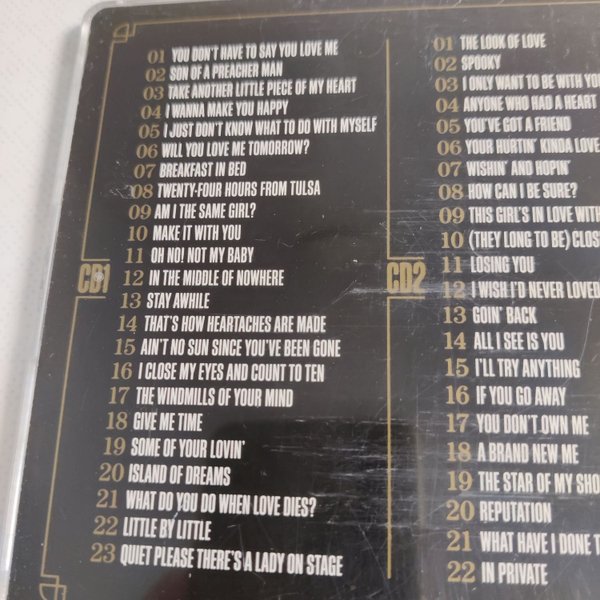 CD1
01 YOU DON'T HAVE TO SAY YOU LOVE ME
02 SON OF A PREACHER MAN
03 TAKE ANOTHER LITTLE PIECE OF MY HEART
04 I WANNA MAKE YOU HAPPY
05 I JUST DON'T KNOW WHAT TO DO WITH MYSELF
06 WILL YOU LOVE ME TOMORROW?
07 BREAKFAST IN BED
08 TWENTY-FOUR HOURS FROM TULSA
09 AM I THE SAME GIRL?
10 MAKE IT WITH YOU
11 OH NO! NOT MY BABY
12 IN THE MIDDLE OF NOWHERE
13 STAY AWHILE
14 THAT'S HOW HEARTACHES ARE MADE
15 AIN'T NO SUN SINCE YOU'VE BEEN GONE
16 I CLOSE MY EYES AND COUNT TO TEN
17 THE WINDMILLS OF YOUR MIND
18 GIVE ME TIME
19 SOME OF YOUR LOVIN'
20 ISLAND OF DREAMS
21 WHAT DO YOU DO WHEN LOVE DIES?
22 LITTLE BY LITTLE
23 QUIET PLEASE THERE'S A LADY ON STAGE
CD2
01 THE LOOK OF LOVE
02 SPOOKY
03 I ONLY WANT TO BE WITH YOU
04 ANYONE WHO HAD A HEART
05 YOU'VE GOT A FRIEND
06 YOUR HURTIN' KINDA LOVE
07 WISHIN' AND HOPIN'
08 HOW CAN I BE SURE?
09 THIS GIRL'S IN LOVE WITH
10 (THEY LONG TO BE) CLOS
11 LOSING YOU
12 I WISH I'D NEVER LOVED
13 GOIN' BACK
14 ALL I SEE IS YOU
15 I'LL TRY ANYTHING
16 IF YOU GO AWAY
17 YOU DON'T OWN ME
18 A BRAND NEW ME
19 THE STAR OF MY SHO
20 REPUTATION
21 WHAT HAVE I DONE T
22 IN PRIVATE